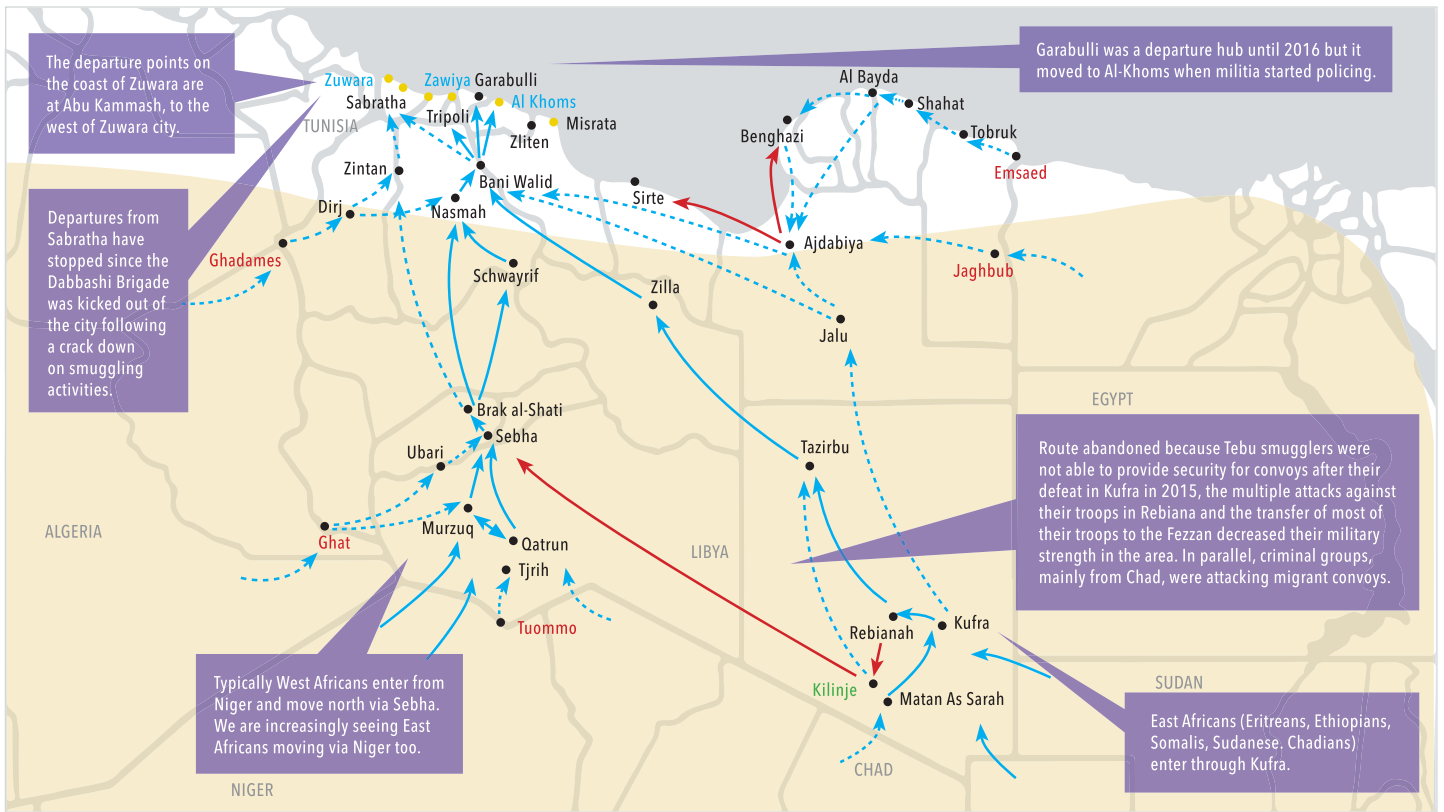 The departure points on
the coast of Zuwara are
at Abu Kammash, to the
west of Zuwara city.
Garabulli was a departure hub until 2016 but it
moved to Al-Khoms when militia started policing.
Zuwara
Zawiya
Garabulli
Sabratha
Tripoli
Al Khoms
TUNISIA
Zliten
Misrata
Al Bayda
Shahat
Benghazi
Tobruk
Emsaed
Zintan
Bani Walid
Sirte
Dirj
Nasmah
Departures from
Sabratha have
stopped since the
Dabbashi Brigade
was kicked out of
the city following
a crack down
on smuggling
activities.
Ghadames
Ajdabiya
Jaghbub
Schwayrif
Zilla
Jalu
Brak al-Shati
Sebha
Ubari
Tazirbu
EGYPT
Route abandoned because Tebu smugglers were
not able to provide security for convoys after their
defeat in Kufra in 2015, the multiple attacks against
their troops in Rebiana and the transfer of most of
their troops to the Fezzan decreased their military
strength in the area. In parallel, criminal groups,
mainly from Chad, were attacking migrant convoys.
ALGERIA
Ghat
Murzuq
Qatrun
LIBYA
Tjrih
Tuommo
Rebianah
Kufra
Kilinje
Matan As Sarah
SUDAN
Typically West Africans enter from
Niger and move north via Sebha.
We are increasingly seeing East
Africans moving via Niger too.
East Africans (Eritreans, Ethiopians,
Somalis, Sudanese. Chadians)
enter through Kufra.
CHAD
NIGER